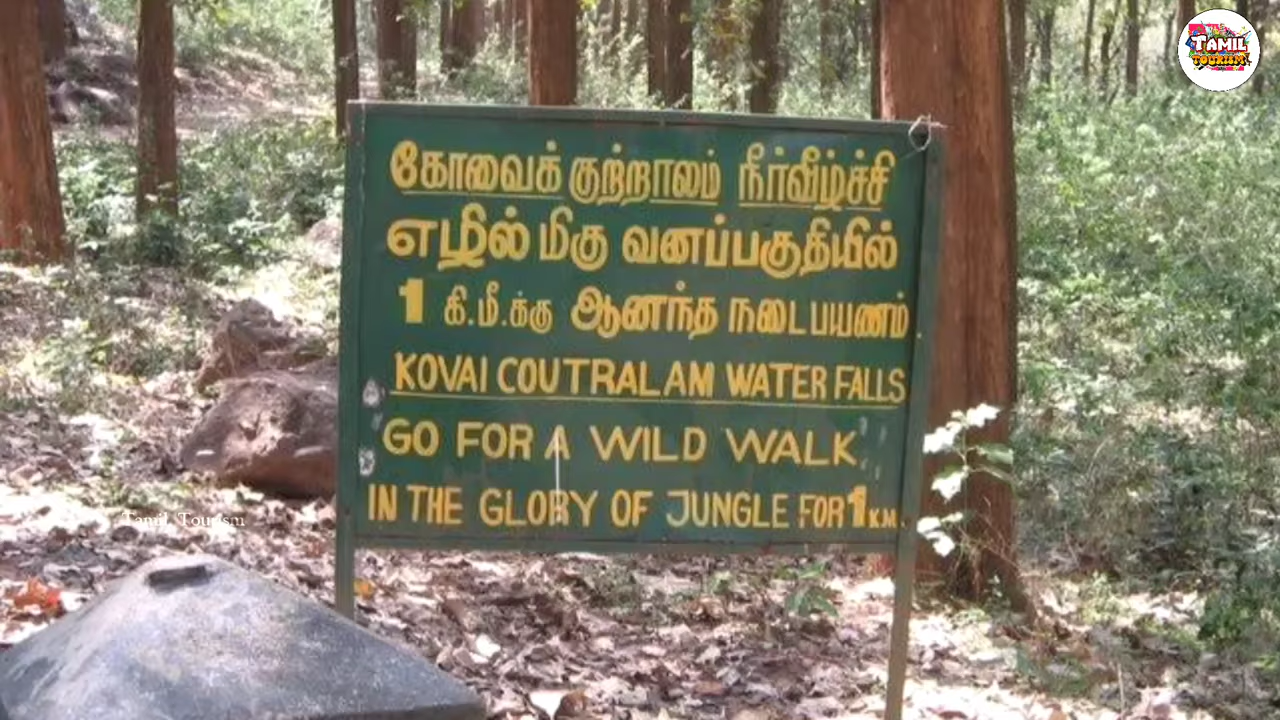 கோவைக் குற்றாலம் நீர்வீழ்ச்சி
எழில் மிகு வனப்பகுதியில்
1 கி.மீ.க்கு ஆனந்த நடைபயணம்
KOVAI COUTRALAM WATER FALLS
GO FOR A WILD WALK
IN THE GLORY OF JUNGLE FOR 1 K.M.
Tamil Tourism
TAMIL
TOURISM